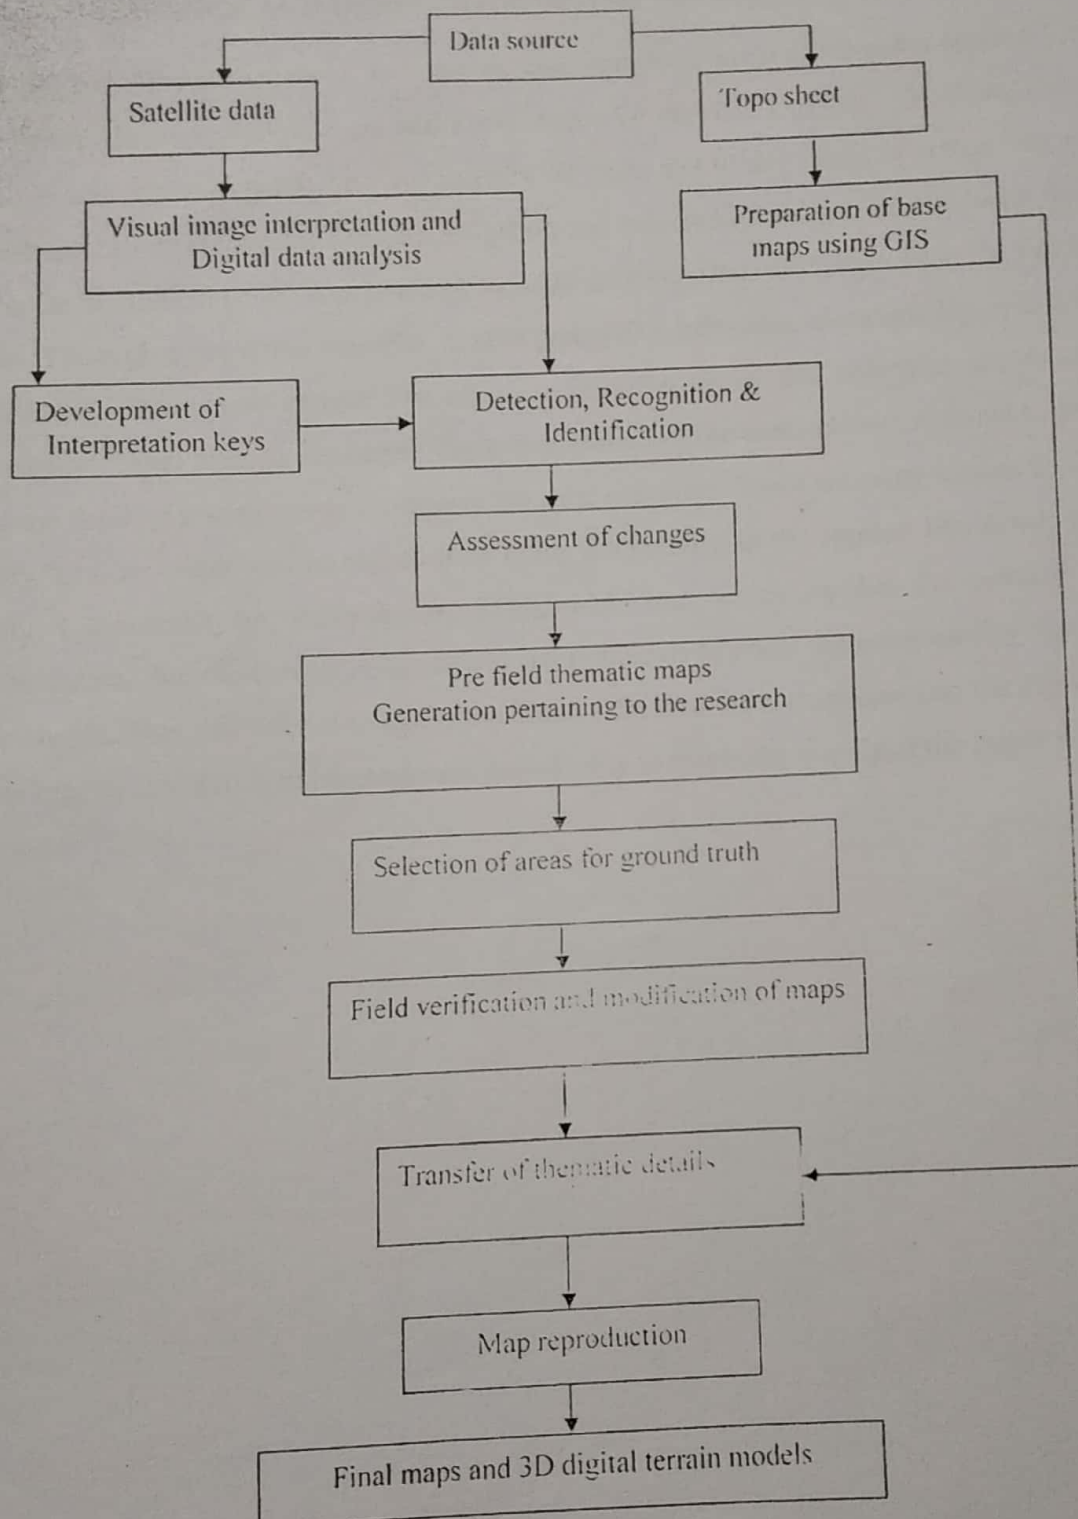 Data source
Satellite data
Topo sheet
Visual image interpretation and
Digital data analysis
Preparation of base
maps using GIS
Development of
Interpretation keys
Detection, Recognition &
Identification
Assessment of changes
Pre field thematic maps
Generation pertaining to the research
Selection of areas for ground truth
Field verification and modification of maps
Transfer of thematic details
Map reproduction
Final maps and 3D digital terrain models